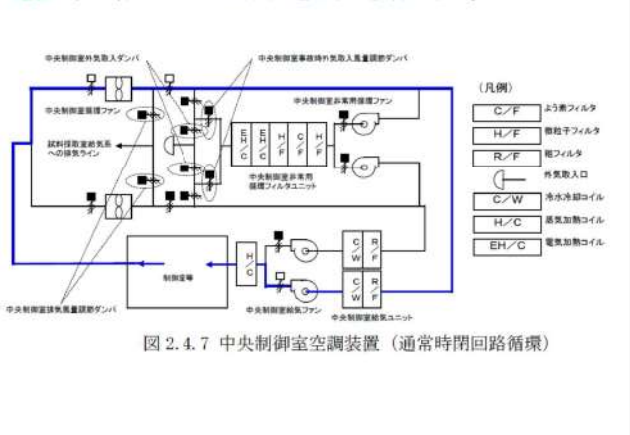 中央制御室外気取入ダンパ
中央制御室事故時外気取入風量調節ダンパ
中央制御室循環ファン
中央制御室非常用循環ファン
試料採取室給気系
への排気ライン
EH/C
EH/C
H/F
C/F
H/F
中央制御室非常用
循環フィルタユニット
制御室等
H/C
C/W
R/F
C/W
R/F
中央制御室排気風量調節ダンパ
中央制御室給気ファン
中央制御室給気ユニット
(凡例)
C/F よう素フィルタ
H/F 微粒子フィルタ
R/F 粗フィルタ
外気取入口
C/W 冷水冷却コイル
H/C 蒸気加熱コイル
EH/C 電気加熱コイル
図 2.4.7 中央制御室空調装置（通常時閉回路循環）